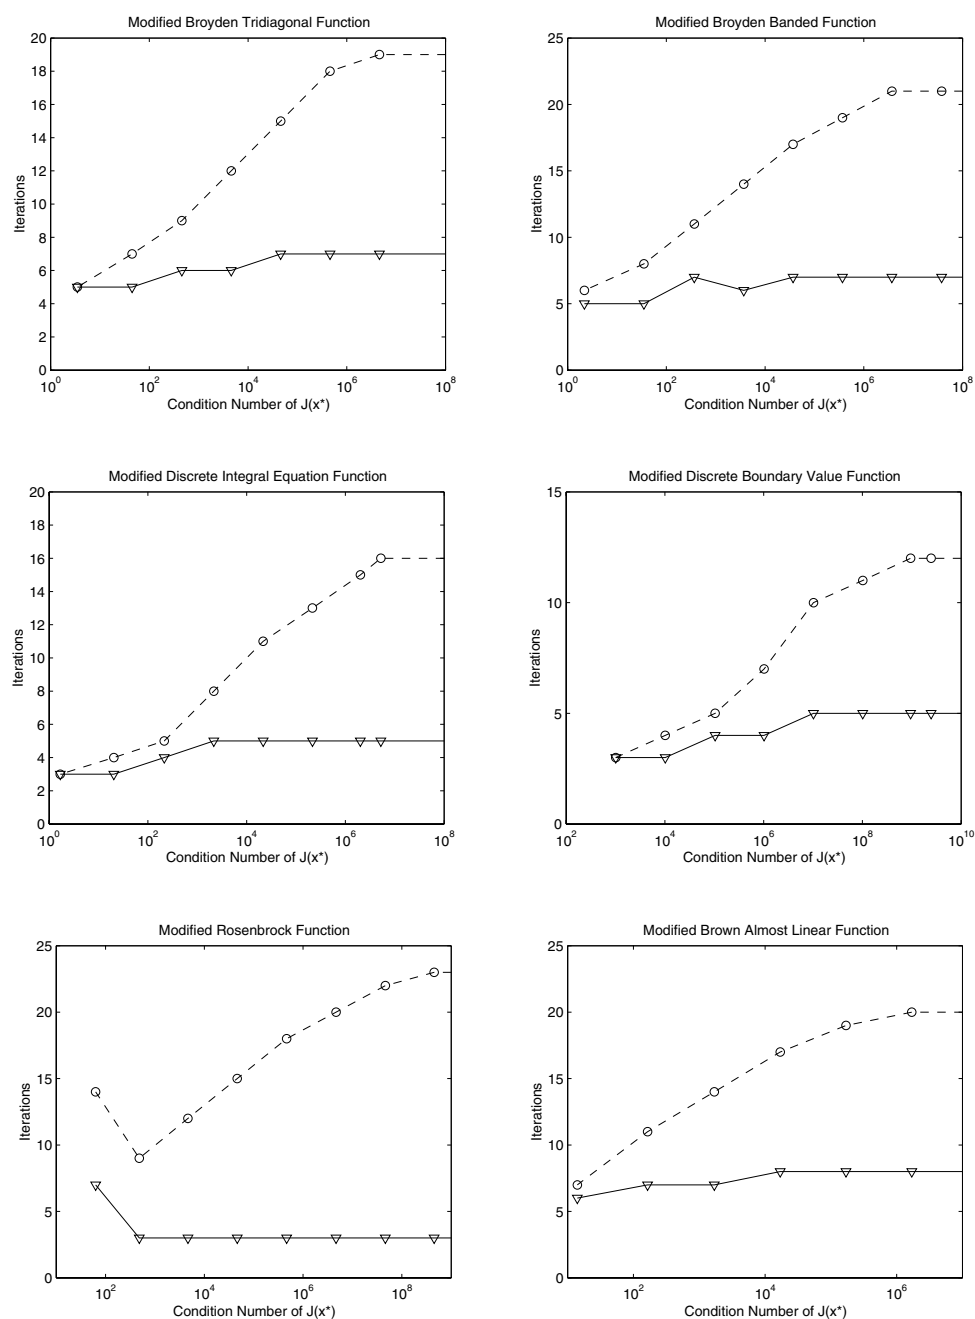 Modified Broyden Tridiagonal Function
20
18
16
14
12
10
8
6
4
2
0
Iterations
10^0 10^2 10^4 10^6 10^8
Condition Number of J(x*)
Modified Broyden Banded Function
25
20
15
10
5
0
Iterations
10^0 10^2 10^4 10^6 10^8
Condition Number of J(x*)
Modified Discrete Integral Equation Function
20
18
16
14
12
10
8
6
4
2
0
Iterations
10^0 10^2 10^4 10^6 10^8
Condition Number of J(x*)
Modified Discrete Boundary Value Function
15
10
5
0
Iterations
10^2 10^4 10^6 10^8 10^10
Condition Number of J(x*)
Modified Rosenbrock Function
25
20
15
10
5
0
Iterations
10^2 10^4 10^6 10^8
Condition Number of J(x*)
Modified Brown Almost Linear Function
25
20
15
10
5
0
Iterations
10^2 10^4 10^6
Condition Number of J(x*)